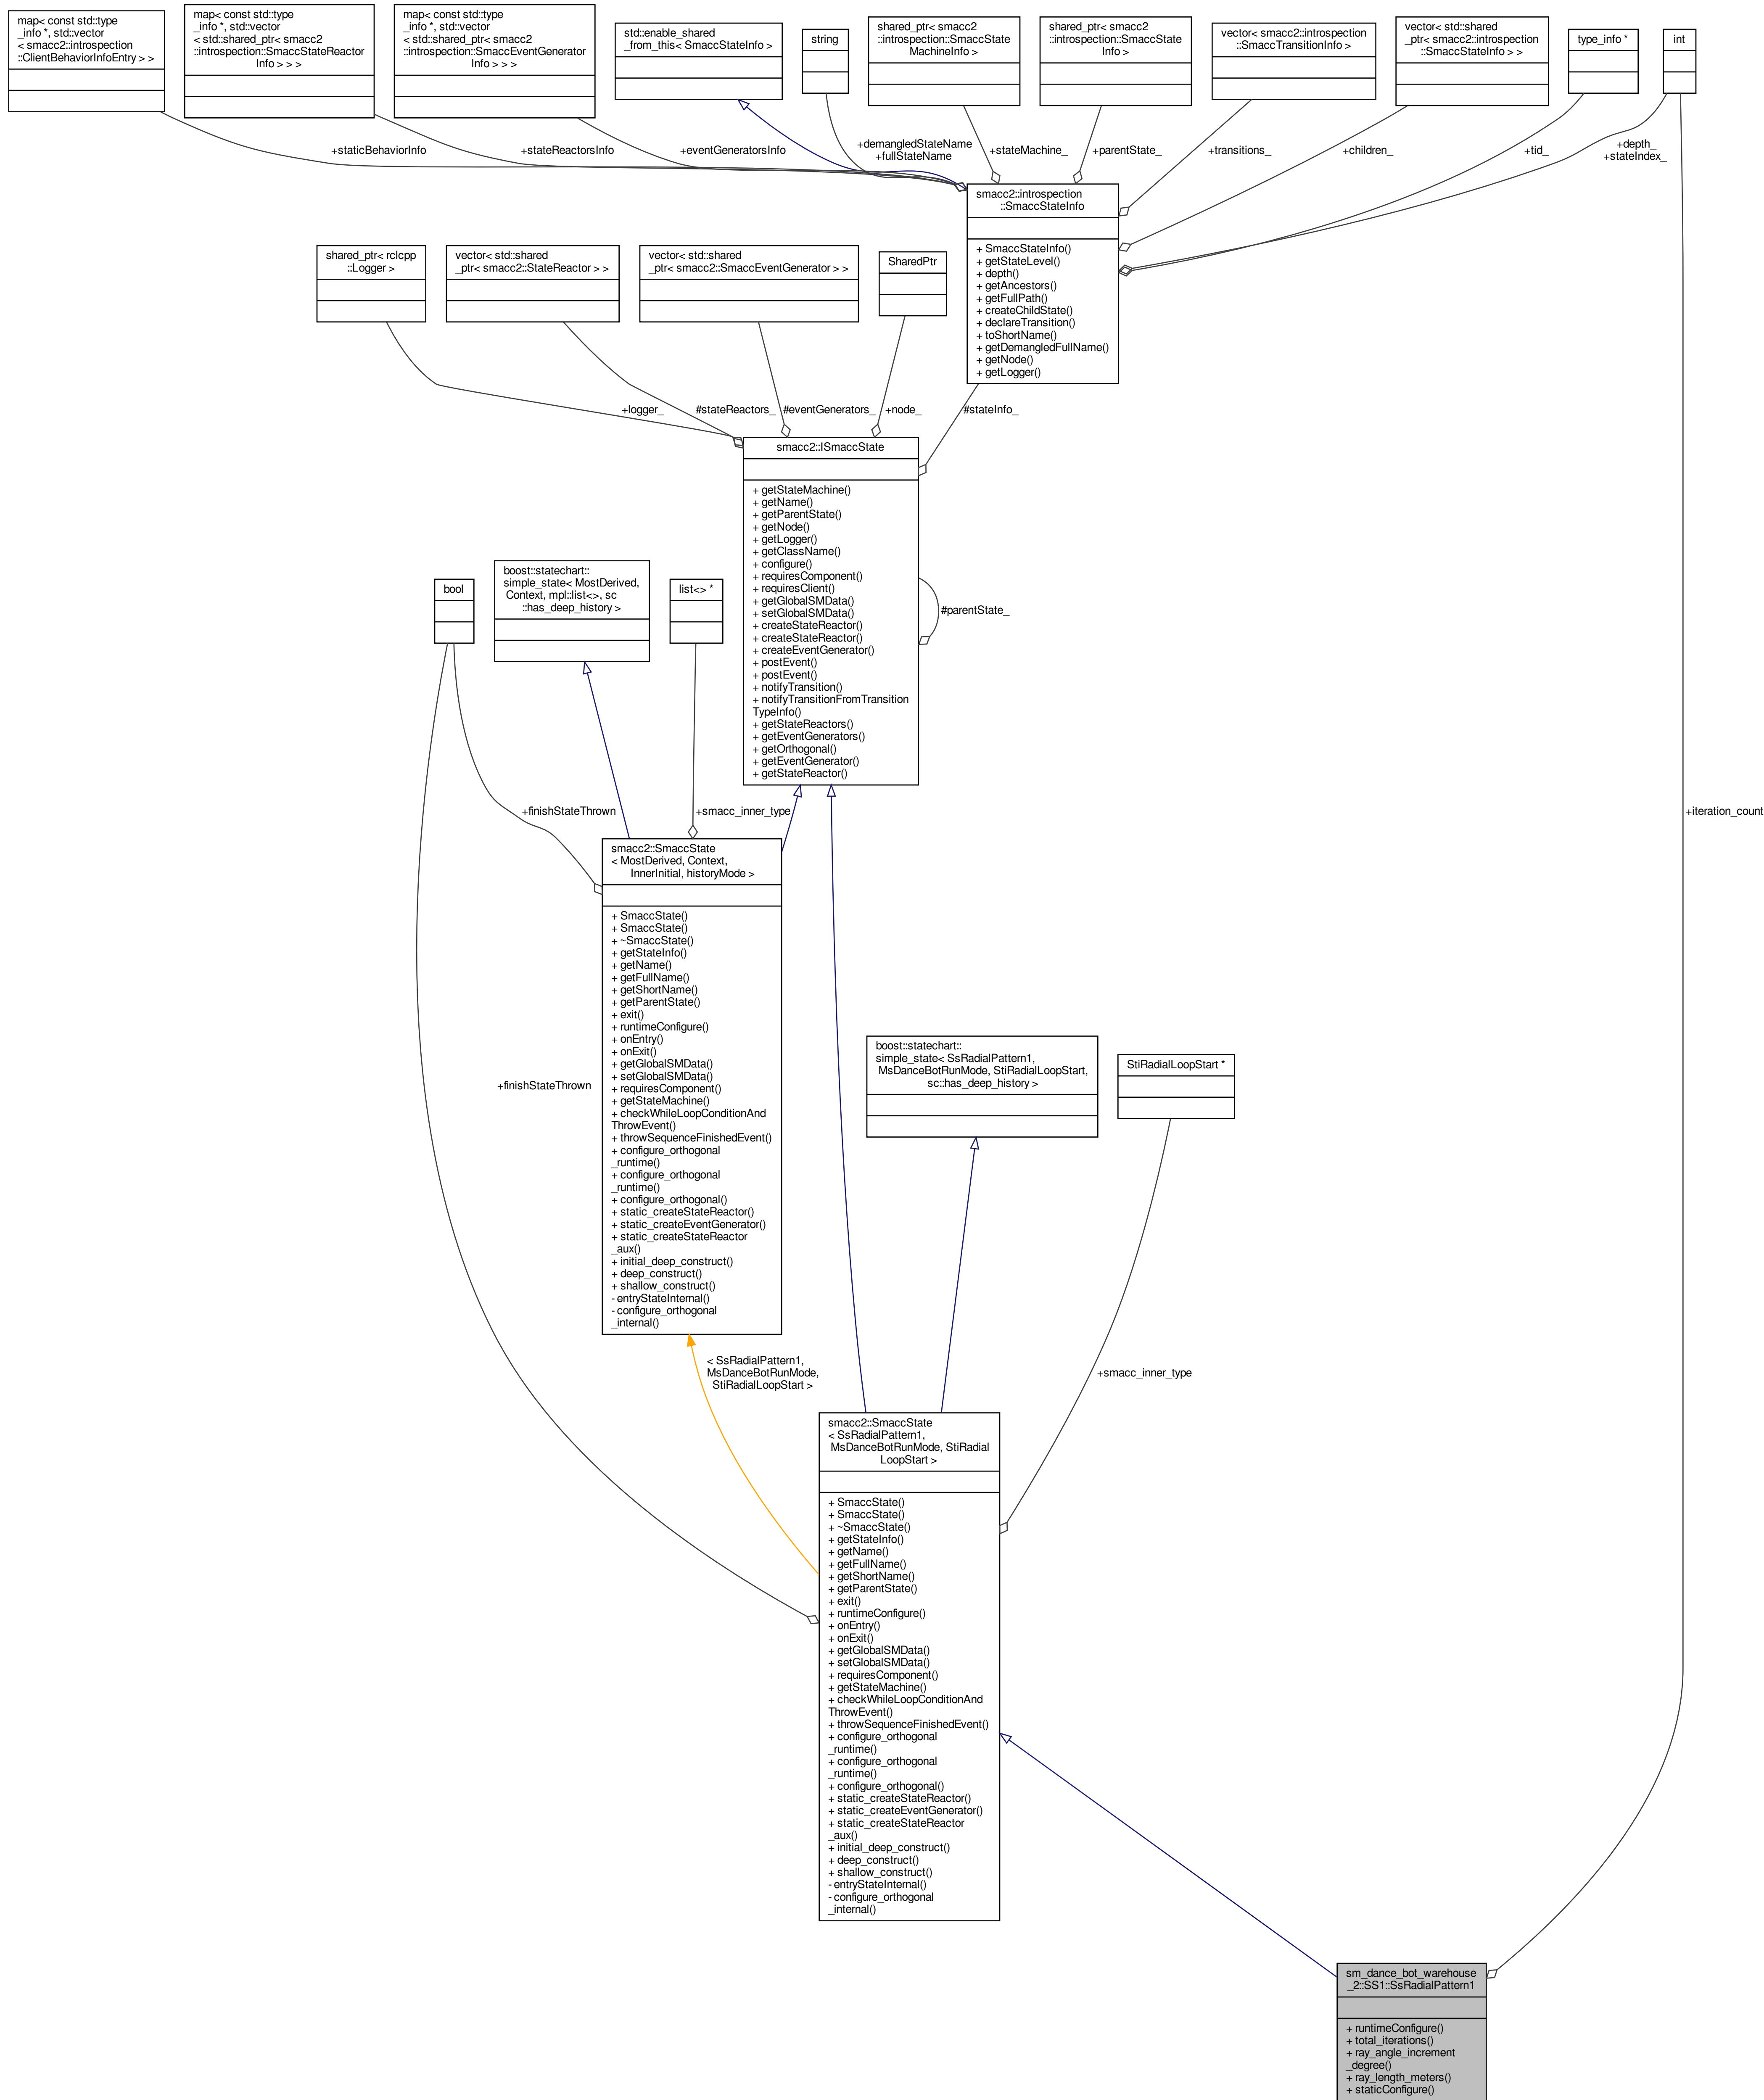 map< const std::type
_info *, std::vector
< smacc2::introspection
::ClientBehaviorInfoEntry > >
map< const std::type
_info *, std::vector
< std::shared_ptr< smacc2
::introspection::SmaccStateReactor
Info > > >
map< const std::type
_info *, std::vector
< std::shared_ptr< smacc2
::introspection::SmaccEventGenerator
Info > > >
std::enable_shared
_from_this< SmaccStateInfo >
string
shared_ptr< smacc2
::introspection::SmaccState
MachineInfo >
shared_ptr< smacc2
::introspection::SmaccState
Info >
vector< smacc2::introspection
::SmaccTransitionInfo >
vector< std::shared
_ptr< smacc2::introspection
::SmaccStateInfo > >
type_info *
int
+staticBehaviorInfo
+stateReactorsInfo
+eventGeneratorsInfo
+demangledStateName
+fullStateName
+stateMachine_
+parentState_
+transitions_
+children_
+tid_
+depth_
+stateIndex_
smacc2::introspection
::SmaccStateInfo
+ SmaccStateInfo()
+ getStateLevel()
+ depth()
+ getAncestors()
+ getFullPath()
+ createChildState()
+ declareTransition()
+ toShortName()
+ getDemangledFullName()
+ getNode()
+ getLogger()
shared_ptr< rclcpp
::Logger >
vector< std::shared
_ptr< smacc2::StateReactor > >
vector< std::shared
_ptr< smacc2::SmaccEventGenerator > >
SharedPtr
+logger_
#stateReactors_
#eventGenerators_
+node_
#stateInfo_
smacc2::ISmaccState
+ getStateMachine()
+ getName()
+ getParentState()
+ getNode()
+ getLogger()
+ getClassName()
+ configure()
+ requiresComponent()
+ requiresClient()
+ getGlobalSMData()
+ setGlobalSMData()
+ createStateReactor()
+ createStateReactor()
+ createEventGenerator()
+ postEvent()
+ postEvent()
+ notifyTransition()
+ notifyTransitionFromTransition
TypeInfo()
+ getStateReactors()
+ getEventGenerators()
+ getOrthogonal()
+ getEventGenerator()
+ getStateReactor()
#parentState_
bool
boost::statechart::
simple_state< MostDerived,
Context, mpl::list<>, sc
::has_deep_history >
list<> *
+finishStateThrown
+smacc_inner_type
+iteration_count
smacc2::SmaccState
< MostDerived, Context,
InnerInitial, historyMode >
+ SmaccState()
+ SmaccState()
+ ~SmaccState()
+ getStateInfo()
+ getName()
+ getFullName()
+ getShortName()
+ getParentState()
+ exit()
+ runtimeConfigure()
+ onEntry()
+ onExit()
+ getGlobalSMData()
+ setGlobalSMData()
+ requiresComponent()
+ getStateMachine()
+ checkWhileLoopConditionAnd
ThrowEvent()
+ throwSequenceFinishedEvent()
+ configure_orthogonal
_runtime()
+ configure_orthogonal
_runtime()
+ configure_orthogonal()
+ static_createStateReactor()
+ static_createEventGenerator()
+ static_createStateReactor
_aux()
+ initial_deep_construct()
+ deep_construct()
+ shallow_construct()
- entryStateInternal()
- configure_orthogonal
_internal()
+finishStateThrown
boost::statechart::
simple_state< SsRadialPattern1,
MsDanceBotRunMode, StiRadialLoopStart,
sc::has_deep_history >
StiRadialLoopStart *
< SsRadialPattern1,
MsDanceBotRunMode,
StiRadialLoopStart >
+smacc_inner_type
smacc2::SmaccState
< SsRadialPattern1,
MsDanceBotRunMode, StiRadial
LoopStart >
+ SmaccState()
+ SmaccState()
+ ~SmaccState()
+ getStateInfo()
+ getName()
+ getFullName()
+ getShortName()
+ getParentState()
+ exit()
+ runtimeConfigure()
+ onEntry()
+ onExit()
+ getGlobalSMData()
+ setGlobalSMData()
+ requiresComponent()
+ getStateMachine()
+ checkWhileLoopConditionAnd
ThrowEvent()
+ throwSequenceFinishedEvent()
+ configure_orthogonal
_runtime()
+ configure_orthogonal
_runtime()
+ configure_orthogonal()
+ static_createStateReactor()
+ static_createEventGenerator()
+ static_createStateReactor
_aux()
+ initial_deep_construct()
+ deep_construct()
+ shallow_construct()
- entryStateInternal()
- configure_orthogonal
_internal()
sm_dance_bot_warehouse
_2::SS1::SsRadialPattern1
+ runtimeConfigure()
+ total_iterations()
+ ray_angle_increment
_degree()
+ ray_length_meters()
+ staticConfigure()